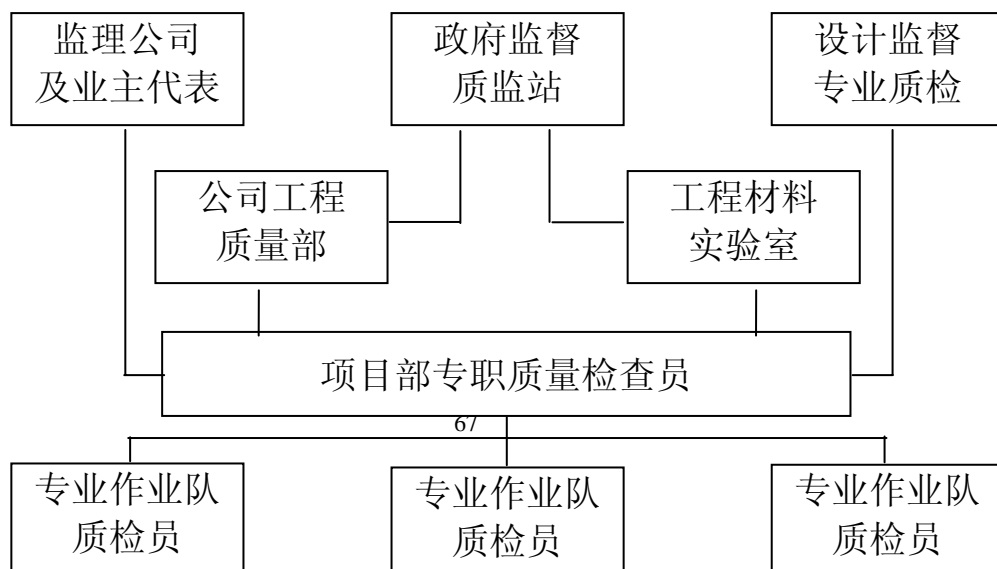 监理公司
及业主代表
政府监督
质监站
设计监督
专业质检
公司工程
质量部
工程材料
实验室
项目部专职质量检查员
67
专业作业队
质检员
专业作业队
质检员
专业作业队
质检员